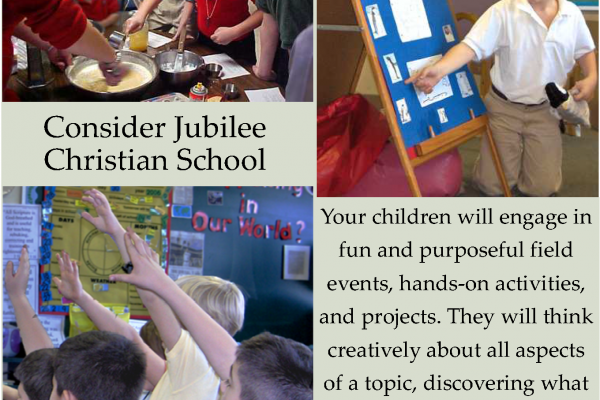 Consider Jubilee
Christian School
in
Our World?
Your children will engage in
fun and purposeful field
events, hands-on activities,
and projects. They will think
creatively about all aspects
of a topic, discovering what